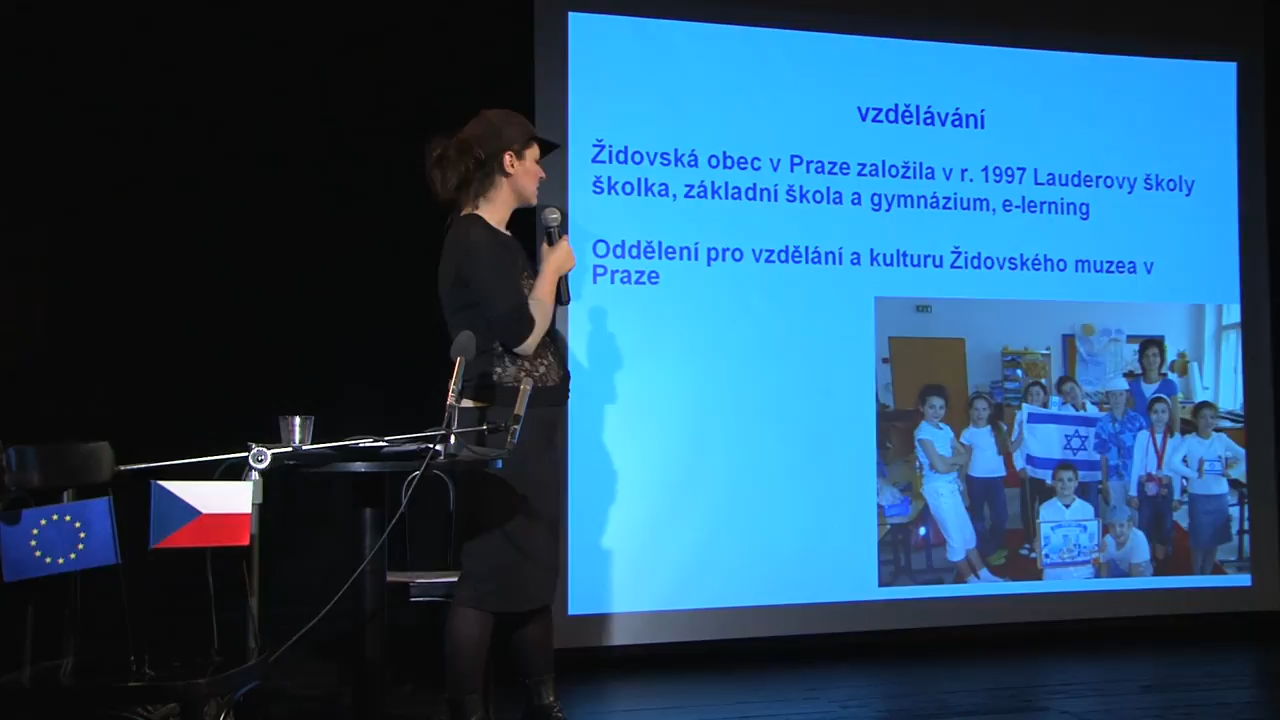 vzdělávání
Židovská obec v Praze založila v r. 1997 Lauderovy školy
školka, základní škola a gymnázium, e-lerning
Oddělení pro vzdělání a kulturu Židovského muzea v
Praze